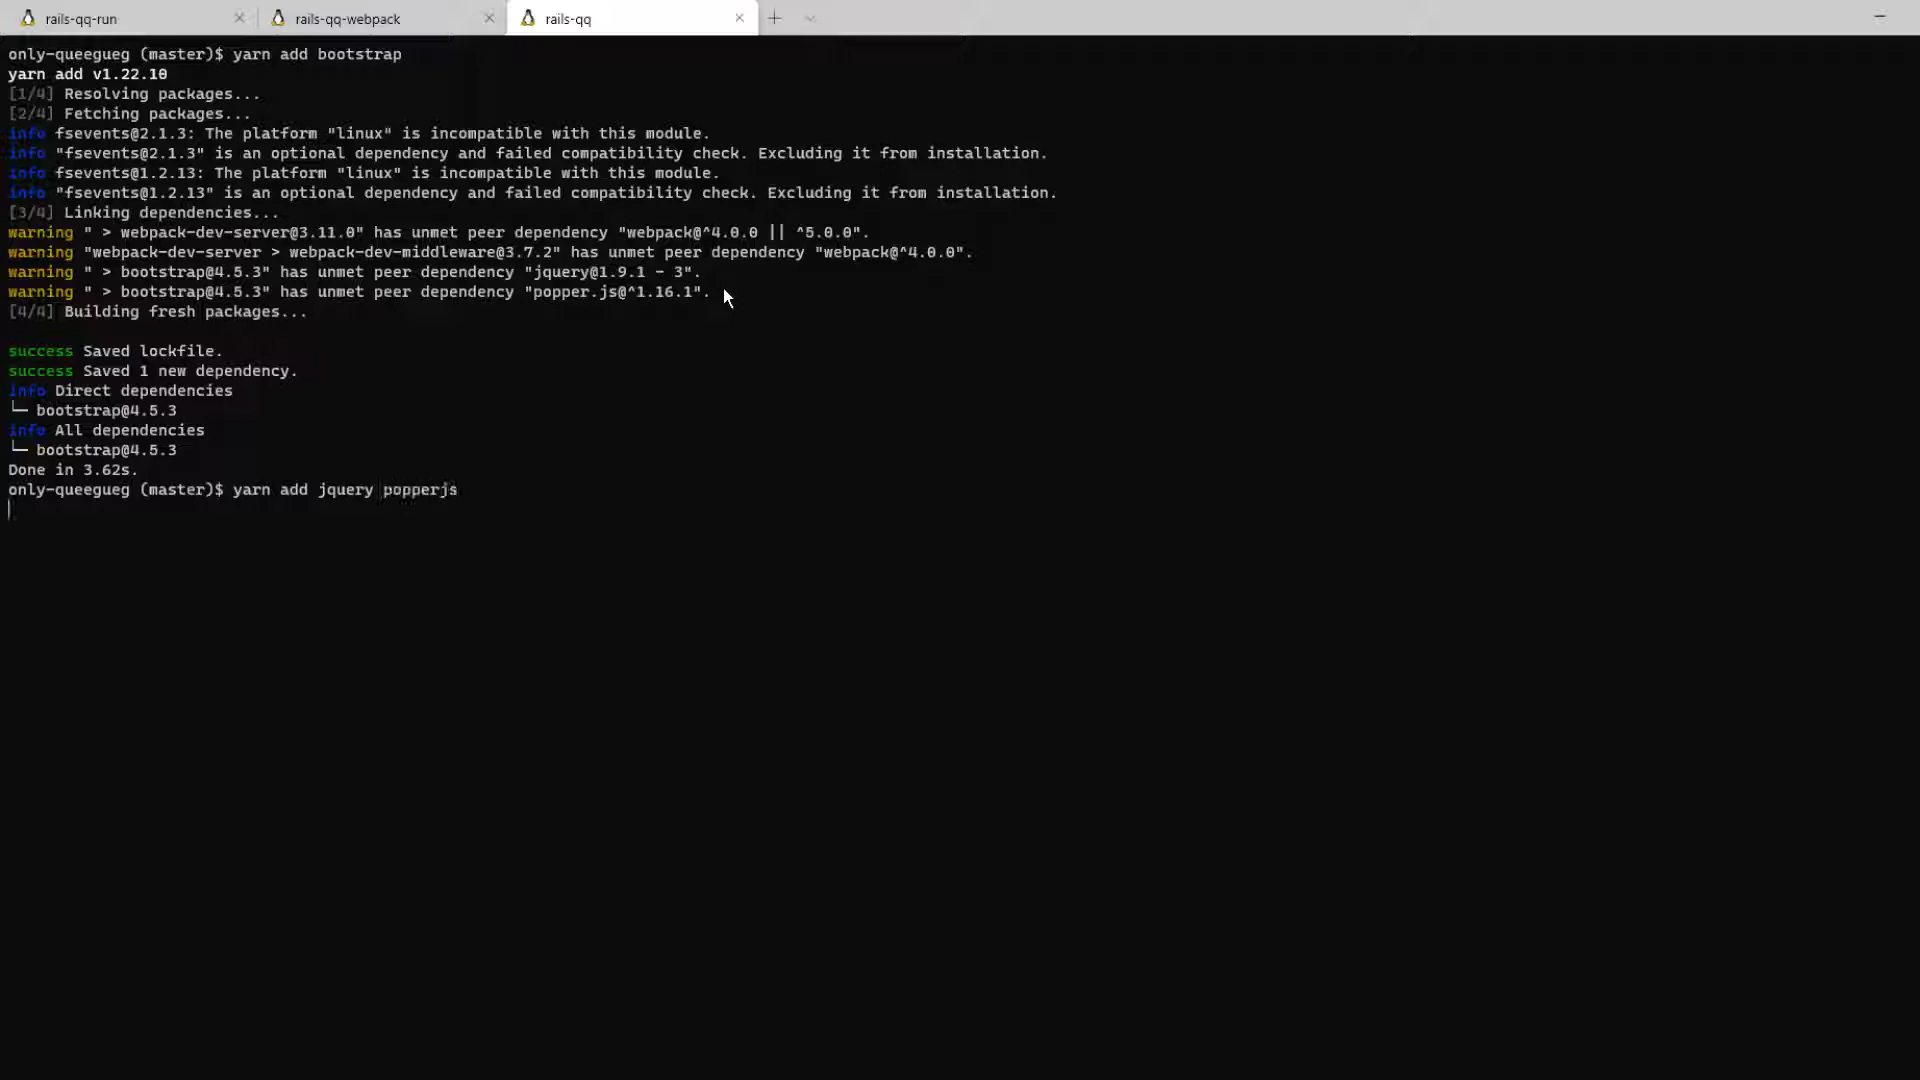 rails-qq-run
rails-qq-webpack
rails-qq
only-queegueg (master)$ yarn add bootstrap
yarn add v1.22.10
[1/4] Resolving packages...
[2/4] Fetching packages...
info fsevents@2.1.3: The platform "linux" is incompatible with this module.
info "fsevents@2.1.3" is an optional dependency and failed compatibility check. Excluding it from installation.
info fsevents@1.2.13: The platform "linux" is incompatible with this module.
info "fsevents@1.2.13" is an optional dependency and failed compatibility check. Excluding it from installation.
[3/4] Linking dependencies...
warning " > webpack-dev-server@3.11.0" has unmet peer dependency "webpack@^4.0.0 || ^5.0.0".
warning "webpack-dev-server > webpack-dev-middleware@3.7.2" has unmet peer dependency "webpack@^4.0.0".
warning " > bootstrap@4.5.3" has unmet peer dependency "jquery@1.9.1 - 3".
warning " > bootstrap@4.5.3" has unmet peer dependency "popper.js@^1.16.1".
[4/4] Building fresh packages...
success Saved lockfile.
success Saved 1 new dependency.
info Direct dependencies
└─ bootstrap@4.5.3
info All dependencies
└─ bootstrap@4.5.3
Done in 3.62s.
only-queegueg (master)$ yarn add jquery popperjs